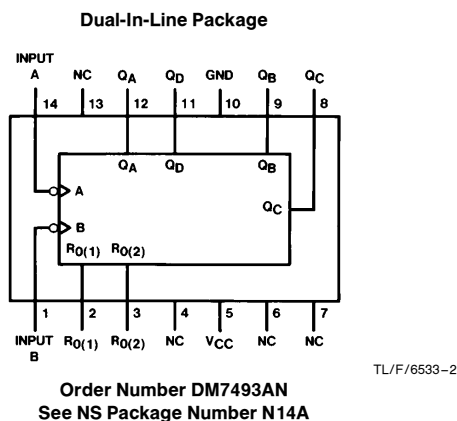 Dual-In-Line Package
INPUT
A NC QA QD GND QB QC
14 13 12 11 10 9 8
QA QD QB
A
QC
B
R0(1) R0(2)
1 2 3 4 5 6 7
INPUT
B R0(1) R0(2) NC VCC NC NC
TL/F/6533–2
Order Number DM7493AN
See NS Package Number N14A